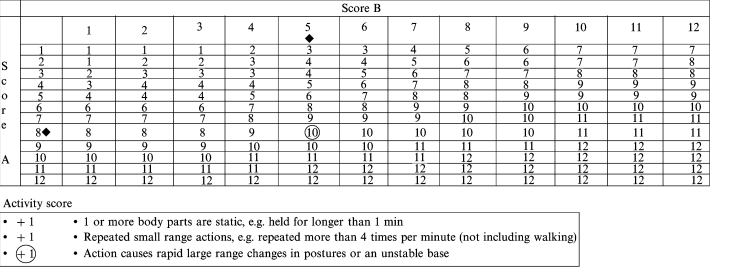 Score B
1 2 3 4 5 6 7 8 9 10 11 12
◆
1 1 1 1 2 3 3 4 5 6 7 7 7
2 1 2 2 3 4 4 5 6 6 7 7 8
S
3 2 3 3 3 4 5 6 7 7 8 8 8
c
4 3 4 4 4 5 6 7 8 8 9 9 9
o
5 4 4 4 5 6 7 8 8 9 9 9 9
r
6 6 6 6 7 8 8 9 9 10 10 10 10
7 7 7 7 8 9 9 9 10 10 11 11 11
e
8◆ 8 8 8 9 10 10 10 10 10 11 11 11
9 9 9 9 10 10 10 11 11 11 12 12 12
A
10 10 10 10 11 11 11 11 12 12 12 12 12
11 11 11 11 11 12 12 12 12 12 12 12 12
12 12 12 12 12 12 12 12 12 12 12 12 12
Activity score
• + 1 • 1 or more body parts are static, e.g. held for longer than 1 min
• + 1 • Repeated small range actions, e.g. repeated more than 4 times per minute (not including walking)
• + 1 • Action causes rapid large range changes in postures or an unstable base